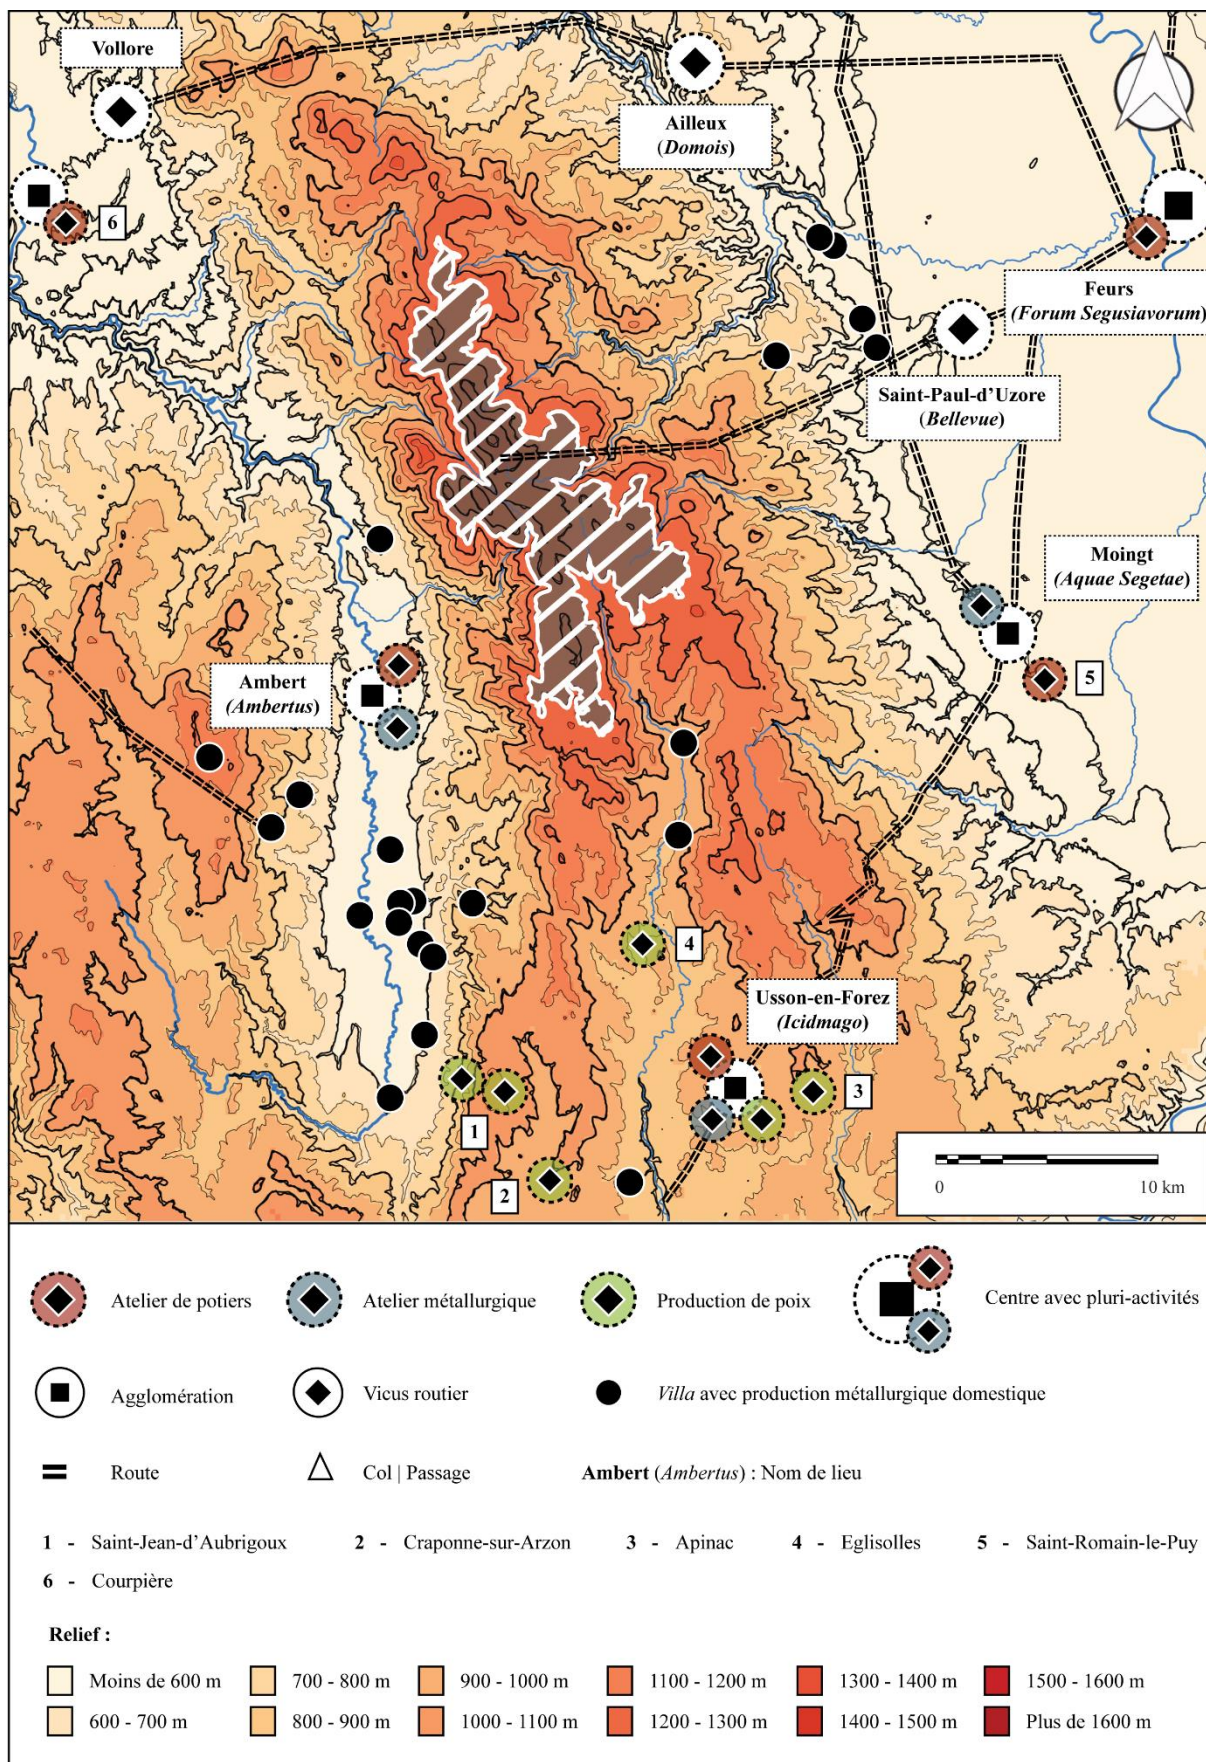 Vollore
Ailleux
(Domois)
6
Feurs
(Forum Segusiavorum)
Saint-Paul-d'Uzore
(Bellevue)
Moingt
(Aquae Segetae)
5
Ambert
(Ambertus)
4
Usson-en-Forez
(Icidmago)
3
1
2
0 10 km
Atelier de potiers
Atelier métallurgique
Production de poix
Centre avec pluri-activités
Agglomération
Vicus routier
Villa avec production métallurgique domestique
Route
Col | Passage
Ambert (Ambertus) : Nom de lieu
1 - Saint-Jean-d'Aubrigoux
2 - Craponne-sur-Arzon
3 - Apinac
4 - Eglisolles
5 - Saint-Romain-le-Puy
6 - Courpière
Relief :
Moins de 600 m
700 - 800 m
900 - 1000 m
1100 - 1200 m
1300 - 1400 m
1500 - 1600 m
600 - 700 m
800 - 900 m
1000 - 1100 m
1200 - 1300 m
1400 - 1500 m
Plus de 1600 m